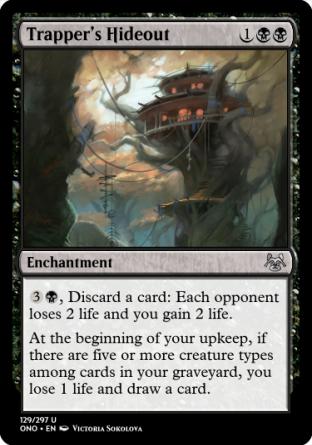 Trapper's Hideout 1
Enchantment
3, Discard a card: Each opponent
loses 2 life and you gain 2 life.
At the beginning of your upkeep, if
there are five or more creature types
among cards in your graveyard, you
lose 1 life and draw a card.
129/297 U
ONO • EN Victoria Sokolova